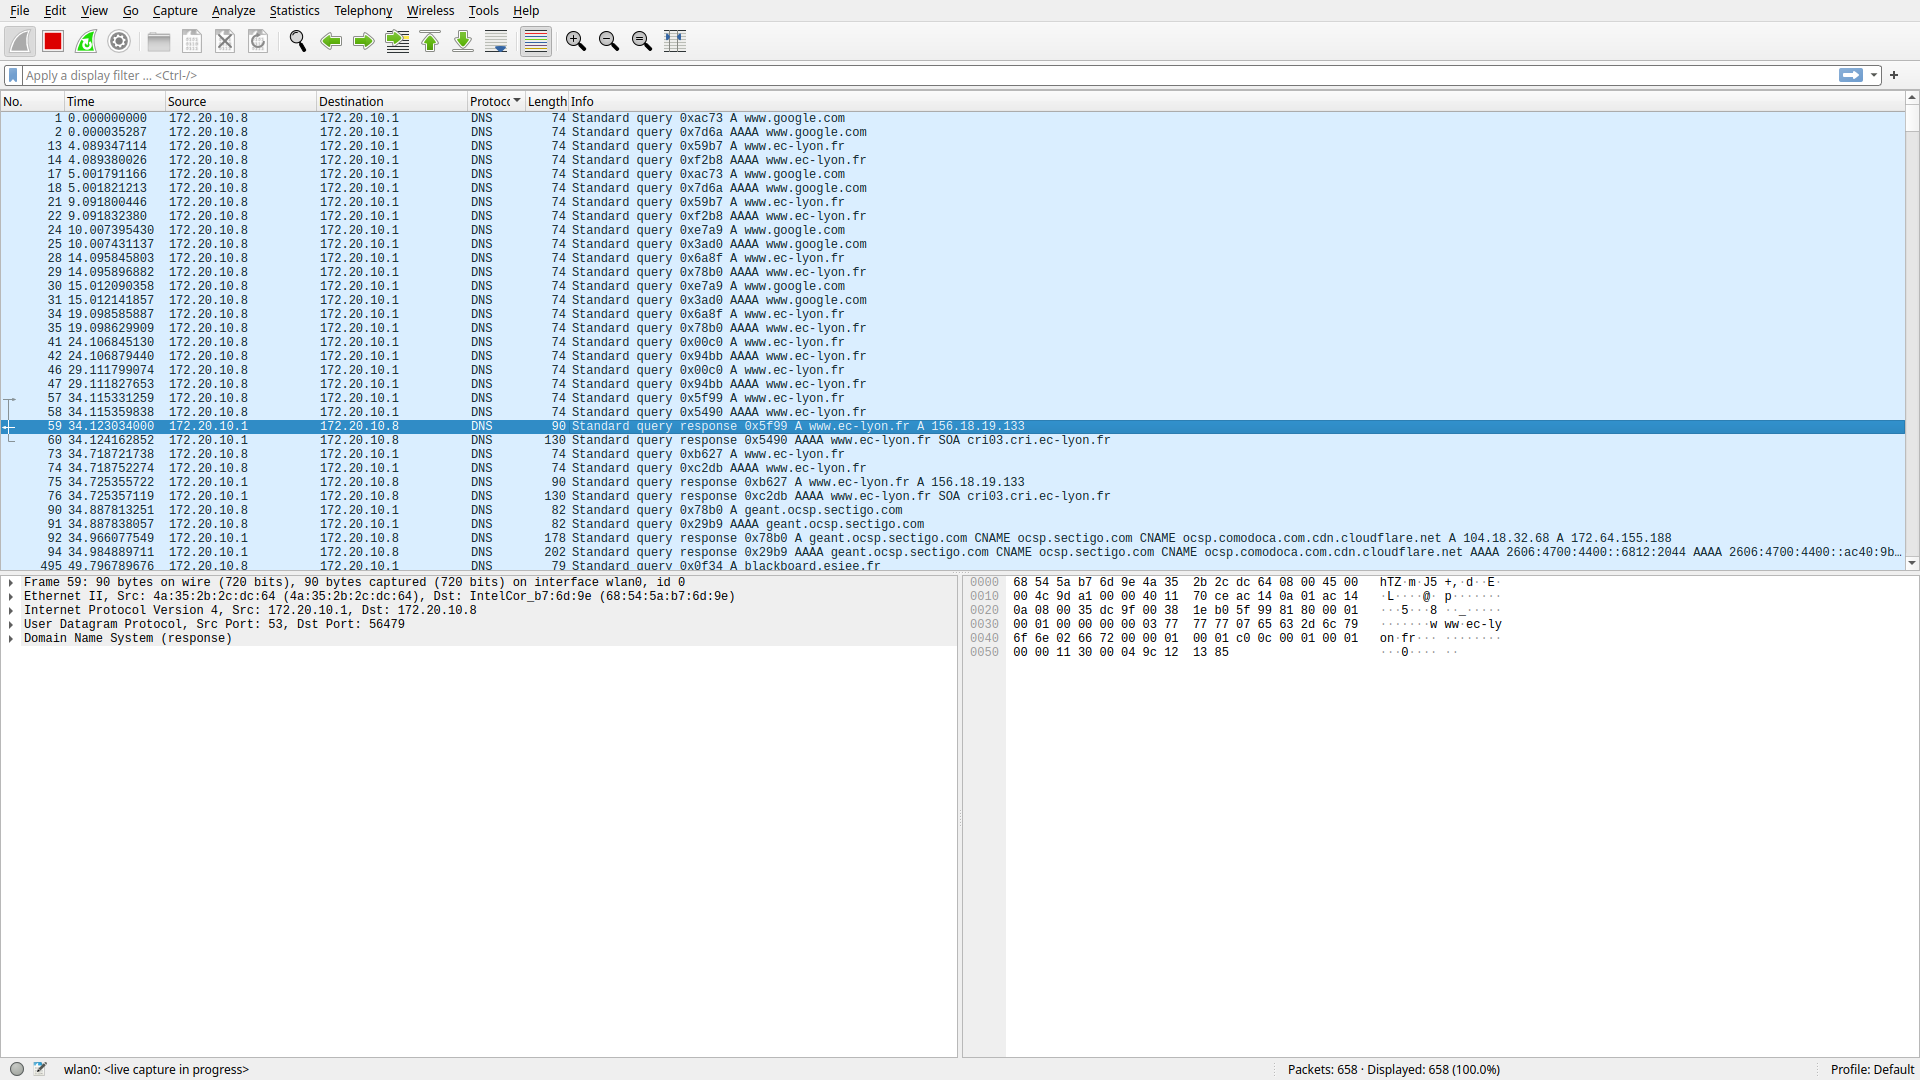 File Edit View Go Capture Analyze Statistics Telephony Wireless Tools Help
Apply a display filter ... <Ctrl-/>
No. Time Source Destination Protoc Length Info
1 0.000000000 172.20.10.8 172.20.10.1 DNS 74 Standard query 0xac73 A www.google.com
2 0.000035287 172.20.10.8 172.20.10.1 DNS 74 Standard query 0x7d6a AAAA www.google.com
13 4.089347114 172.20.10.8 172.20.10.1 DNS 74 Standard query 0x59b7 A www.ec-lyon.fr
14 4.089380026 172.20.10.8 172.20.10.1 DNS 74 Standard query 0xf2b8 AAAA www.ec-lyon.fr
17 5.001791166 172.20.10.8 172.20.10.1 DNS 74 Standard query 0xac73 A www.google.com
18 5.001821213 172.20.10.8 172.20.10.1 DNS 74 Standard query 0x7d6a AAAA www.google.com
21 9.091800446 172.20.10.8 172.20.10.1 DNS 74 Standard query 0x59b7 A www.ec-lyon.fr
22 9.091832380 172.20.10.8 172.20.10.1 DNS 74 Standard query 0xf2b8 AAAA www.ec-lyon.fr
24 10.007395430 172.20.10.8 172.20.10.1 DNS 74 Standard query 0xe7a9 A www.google.com
25 10.007431137 172.20.10.8 172.20.10.1 DNS 74 Standard query 0x3ad0 AAAA www.google.com
28 14.095845803 172.20.10.8 172.20.10.1 DNS 74 Standard query 0x6a8f A www.ec-lyon.fr
29 14.095896882 172.20.10.8 172.20.10.1 DNS 74 Standard query 0x78b0 AAAA www.ec-lyon.fr
30 15.012090358 172.20.10.8 172.20.10.1 DNS 74 Standard query 0xe7a9 A www.google.com
31 15.012141857 172.20.10.8 172.20.10.1 DNS 74 Standard query 0x3ad0 AAAA www.google.com
34 19.098585887 172.20.10.8 172.20.10.1 DNS 74 Standard query 0x6a8f A www.ec-lyon.fr
35 19.098629909 172.20.10.8 172.20.10.1 DNS 74 Standard query 0x78b0 AAAA www.ec-lyon.fr
41 24.106845130 172.20.10.8 172.20.10.1 DNS 74 Standard query 0x00c0 A www.ec-lyon.fr
42 24.106879440 172.20.10.8 172.20.10.1 DNS 74 Standard query 0x94bb AAAA www.ec-lyon.fr
46 29.111799074 172.20.10.8 172.20.10.1 DNS 74 Standard query 0x00c0 A www.ec-lyon.fr
47 29.111827653 172.20.10.8 172.20.10.1 DNS 74 Standard query 0x94bb AAAA www.ec-lyon.fr
57 34.115331259 172.20.10.8 172.20.10.1 DNS 74 Standard query 0x5f99 A www.ec-lyon.fr
58 34.115359838 172.20.10.8 172.20.10.1 DNS 74 Standard query 0x5490 AAAA www.ec-lyon.fr
59 34.123034000 172.20.10.1 172.20.10.8 DNS 90 Standard query response 0x5f99 A www.ec-lyon.fr A 156.18.19.133
60 34.124162852 172.20.10.1 172.20.10.8 DNS 130 Standard query response 0x5490 AAAA www.ec-lyon.fr SOA cri03.cri.ec-lyon.fr
73 34.718721738 172.20.10.8 172.20.10.1 DNS 74 Standard query 0xb627 A www.ec-lyon.fr
74 34.718752274 172.20.10.8 172.20.10.1 DNS 74 Standard query 0xc2db AAAA www.ec-lyon.fr
75 34.725355722 172.20.10.1 172.20.10.8 DNS 90 Standard query response 0xb627 A www.ec-lyon.fr A 156.18.19.133
76 34.725357119 172.20.10.1 172.20.10.8 DNS 130 Standard query response 0xc2db AAAA www.ec-lyon.fr SOA cri03.cri.ec-lyon.fr
90 34.887813251 172.20.10.8 172.20.10.1 DNS 82 Standard query 0x78b0 A geant.ocsp.sectigo.com
91 34.887838057 172.20.10.8 172.20.10.1 DNS 82 Standard query 0x29b9 AAAA geant.ocsp.sectigo.com
92 34.966077549 172.20.10.1 172.20.10.8 DNS 178 Standard query response 0x78b0 A geant.ocsp.sectigo.com CNAME ocsp.sectigo.com CNAME ocsp.comodoca.com.cdn.cloudflare.net A 104.18.32.68 A 172.64.155.188
94 34.984889711 172.20.10.1 172.20.10.8 DNS 202 Standard query response 0x29b9 AAAA geant.ocsp.sectigo.com CNAME ocsp.sectigo.com CNAME ocsp.comodoca.com.cdn.cloudflare.net AAAA 2606:4700:4400::6812:2044 AAAA 2606:4700:4400::ac40:9b…
495 49.796789676 172.20.10.8 172.20.10.1 DNS 79 Standard query 0x0f34 A blackboard.esiee.fr
Frame 59: 90 bytes on wire (720 bits), 90 bytes captured (720 bits) on interface wlan0, id 0
Ethernet II, Src: 4a:35:2b:2c:dc:64 (4a:35:2b:2c:dc:64), Dst: IntelCor_b7:6d:9e (68:54:5a:b7:6d:9e)
Internet Protocol Version 4, Src: 172.20.10.1, Dst: 172.20.10.8
User Datagram Protocol, Src Port: 53, Dst Port: 56479
Domain Name System (response)
0000 68 54 5a b7 6d 9e 4a 35 2b 2c dc 64 08 00 45 00 hTZ·m·J5 +,·d··E·
0010 00 4c 9d a1 00 00 40 11 70 ce ac 14 0a 01 ac 14 ·L····@· p·······
0020 0a 08 00 35 dc 9f 00 38 1e b0 5f 99 81 80 00 01 ···5···8 ··_·····
0030 00 01 00 00 00 00 03 77 77 77 07 65 63 2d 6c 79 ·······w ww·ec-ly
0040 6f 6e 02 66 72 00 00 01 00 01 c0 0c 00 01 00 01 on·fr··· ········
0050 00 00 11 30 00 04 9c 12 13 85 ···0···· ··
wlan0: <live capture in progress>
Packets: 658 · Displayed: 658 (100.0%)
Profile: Default